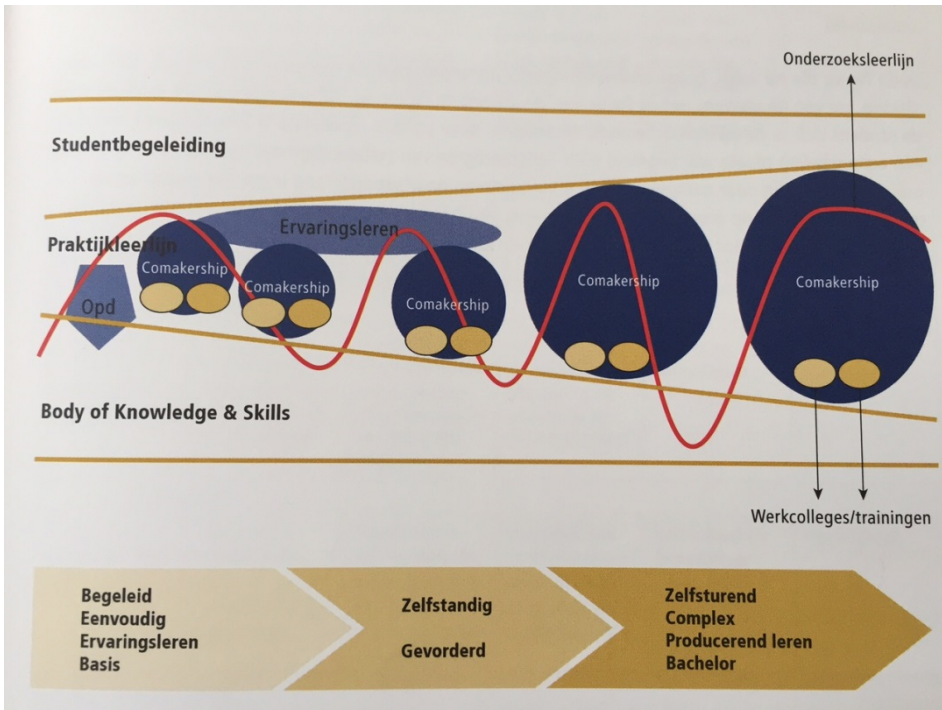 Onderzoeksleerlijn
Studentbegeleiding
Ervaringsleren
Praktijkleerlijn
Comakership
Comakership
Comakership
Comakership
Comakership
Opd
Body of Knowledge & Skills
Werkcolleges/trainingen
Begeleid
Eenvoudig
Ervaringsleren
Basis
Zelfstandig
Gevorderd
Zelfsturend
Complex
Producerend leren
Bachelor